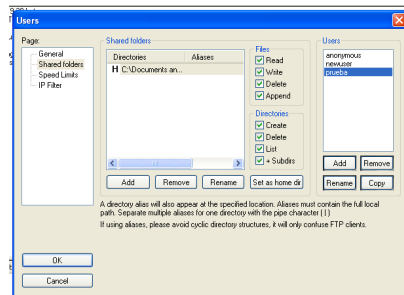 Users
Page:
General
Shared folders
Speed Limits
IP Filter
Shared folders
Directories Aliases
H C:\Documents an...
Files
Read
Write
Delete
Append
Directories
Create
Delete
List
+ Subdirs
Add Remove Rename Set as home dir
Users
anonymous
newuser
prueba
Add Remove
Rename Copy
A directory alias will also appear at the specified location. Aliases must contain the full local
path. Separate multiple aliases for one directory with the pipe character ( | )
If using aliases, please avoid cyclic directory structures, it will only confuse FTP clients.
OK
Cancel